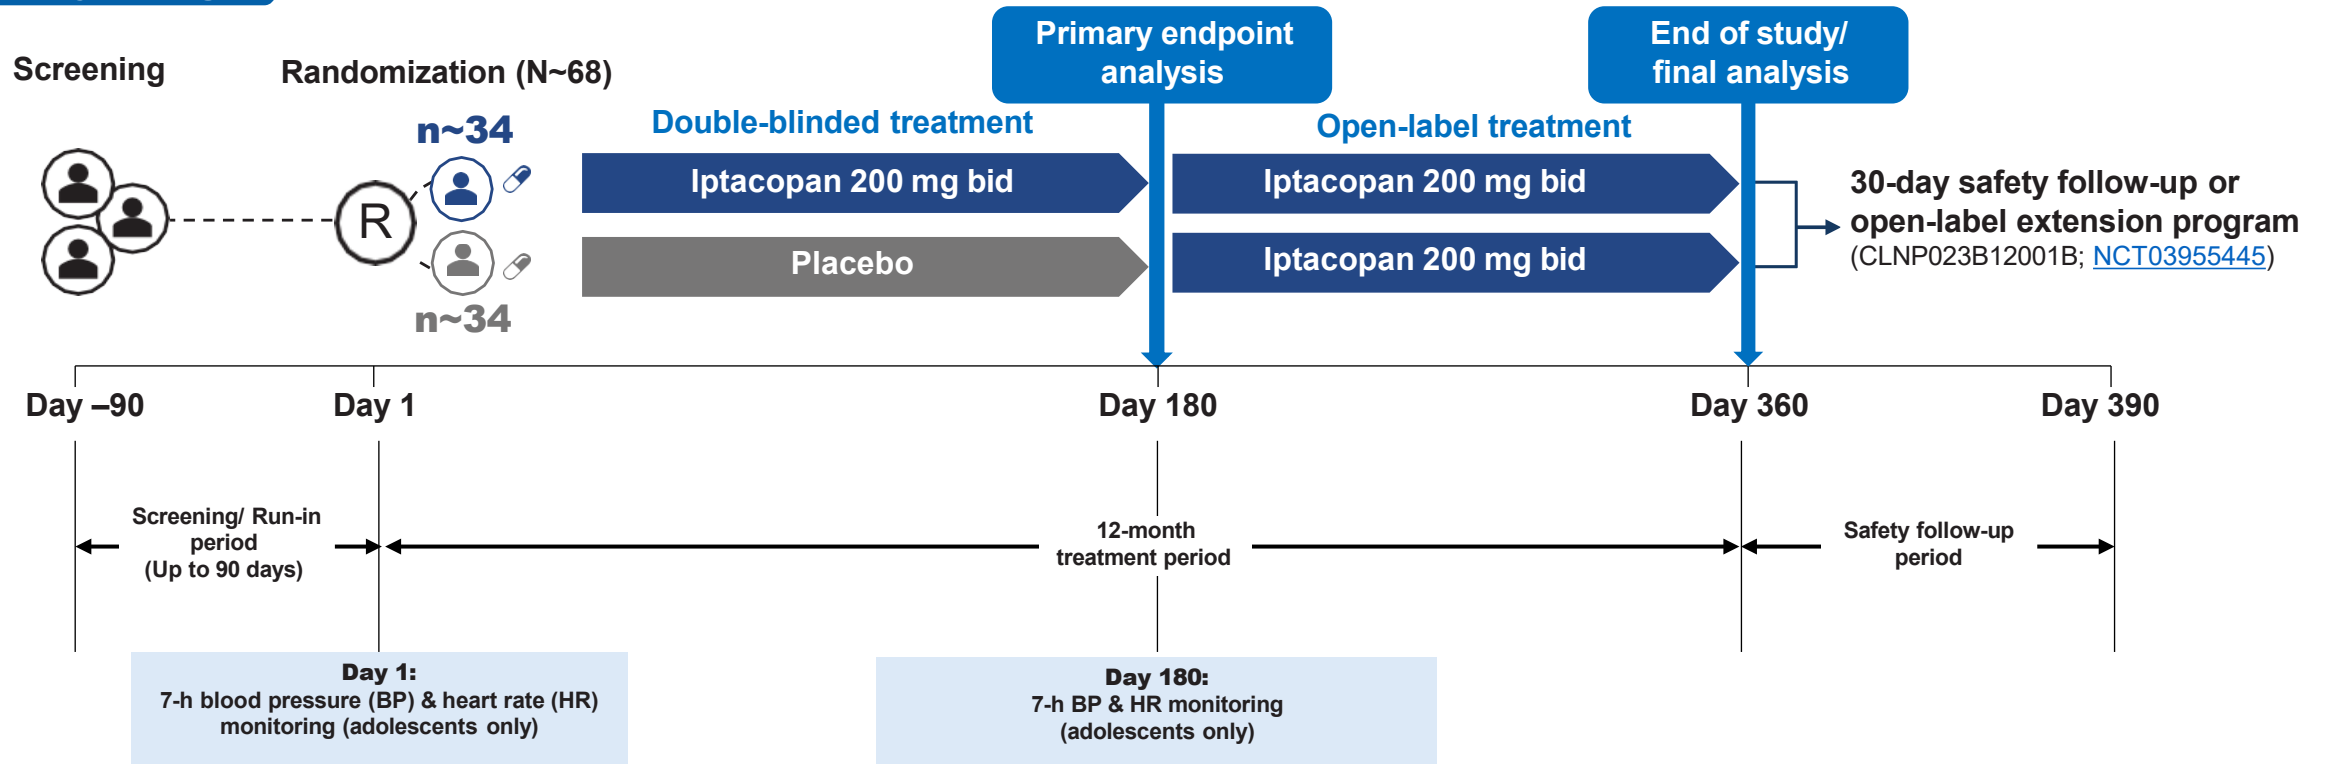 Screening
Randomization (N~68)
Primary endpoint
analysis
End of study/
final analysis
n~34
Double-blinded treatment
Open-label treatment
Iptacopan 200 mg bid
Iptacopan 200 mg bid
R
Placebo
Iptacopan 200 mg bid
n~34
30-day safety follow-up or
open-label extension program
(CLNP023B12001B; NCT03955445)
Day –90
Day 1
Day 180
Day 360
Day 390
Screening/ Run-in
period
(Up to 90 days)
12-month
treatment period
Safety follow-up
period
Day 1:
7-h blood pressure (BP) & heart rate (HR)
monitoring (adolescents only)
Day 180:
7-h BP & HR monitoring
(adolescents only)